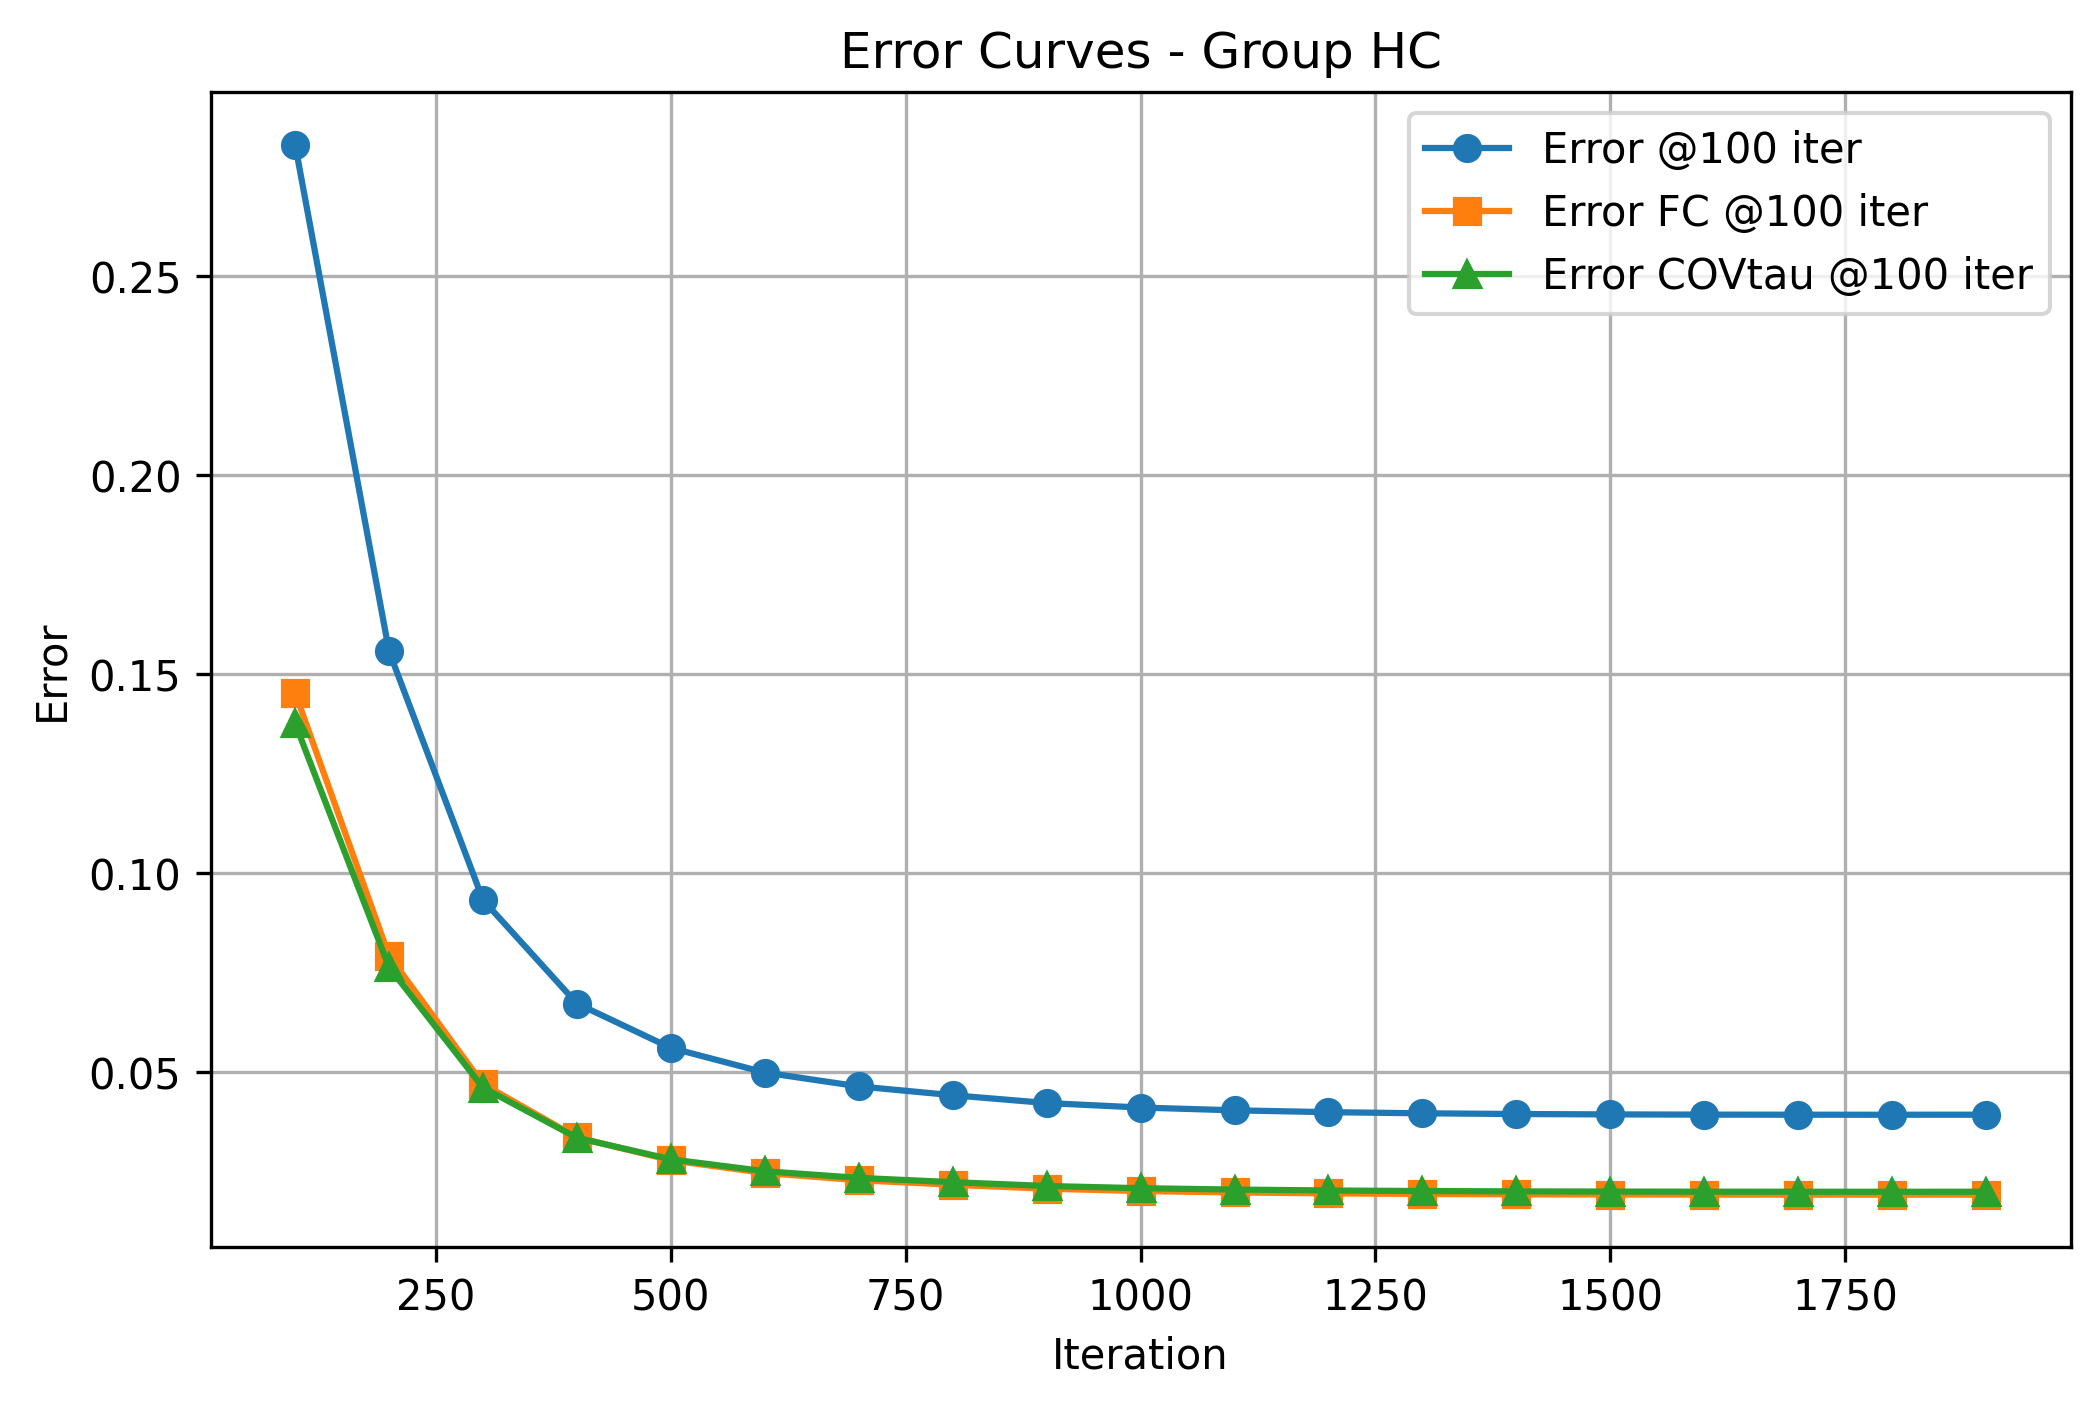 Error Curves - Group HC
Error @100 iter
Error FC @100 iter
Error COVtau @100 iter
0.25
0.20
0.15
0.10
0.05
Error
250 500 750 1000 1250 1500 1750
Iteration